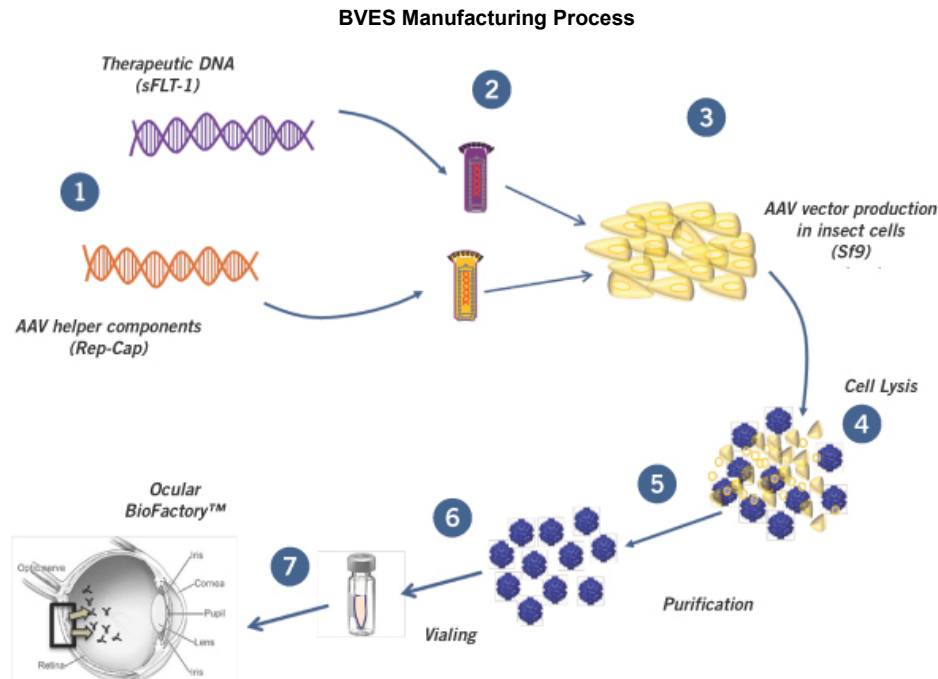 BVES Manufacturing Process
Therapeutic DNA
(sFLT-1)
1
2
3
AAV vector production
in insect cells
(Sf9)
AAV helper components
(Rep-Cap)
Cell Lysis
4
5
Purification
6
Vialing
7
Ocular
BioFactory™
Optic nerve
Iris
Cornea
Pupil
Lens
Retina
Iris